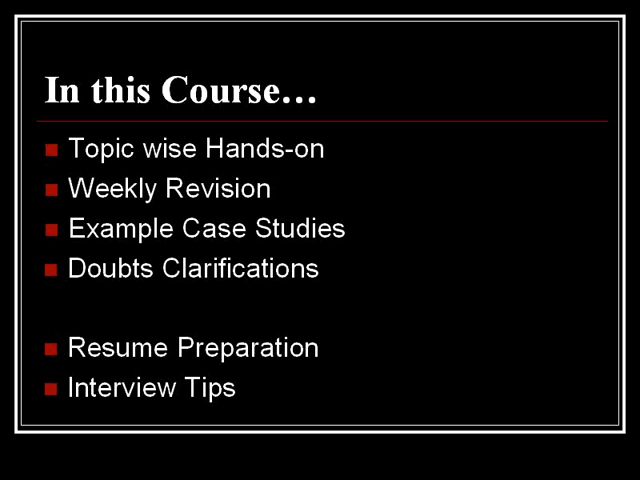 In this Course…
Topic wise Hands-on
Weekly Revision
Example Case Studies
Doubts Clarifications
Resume Preparation
Interview Tips